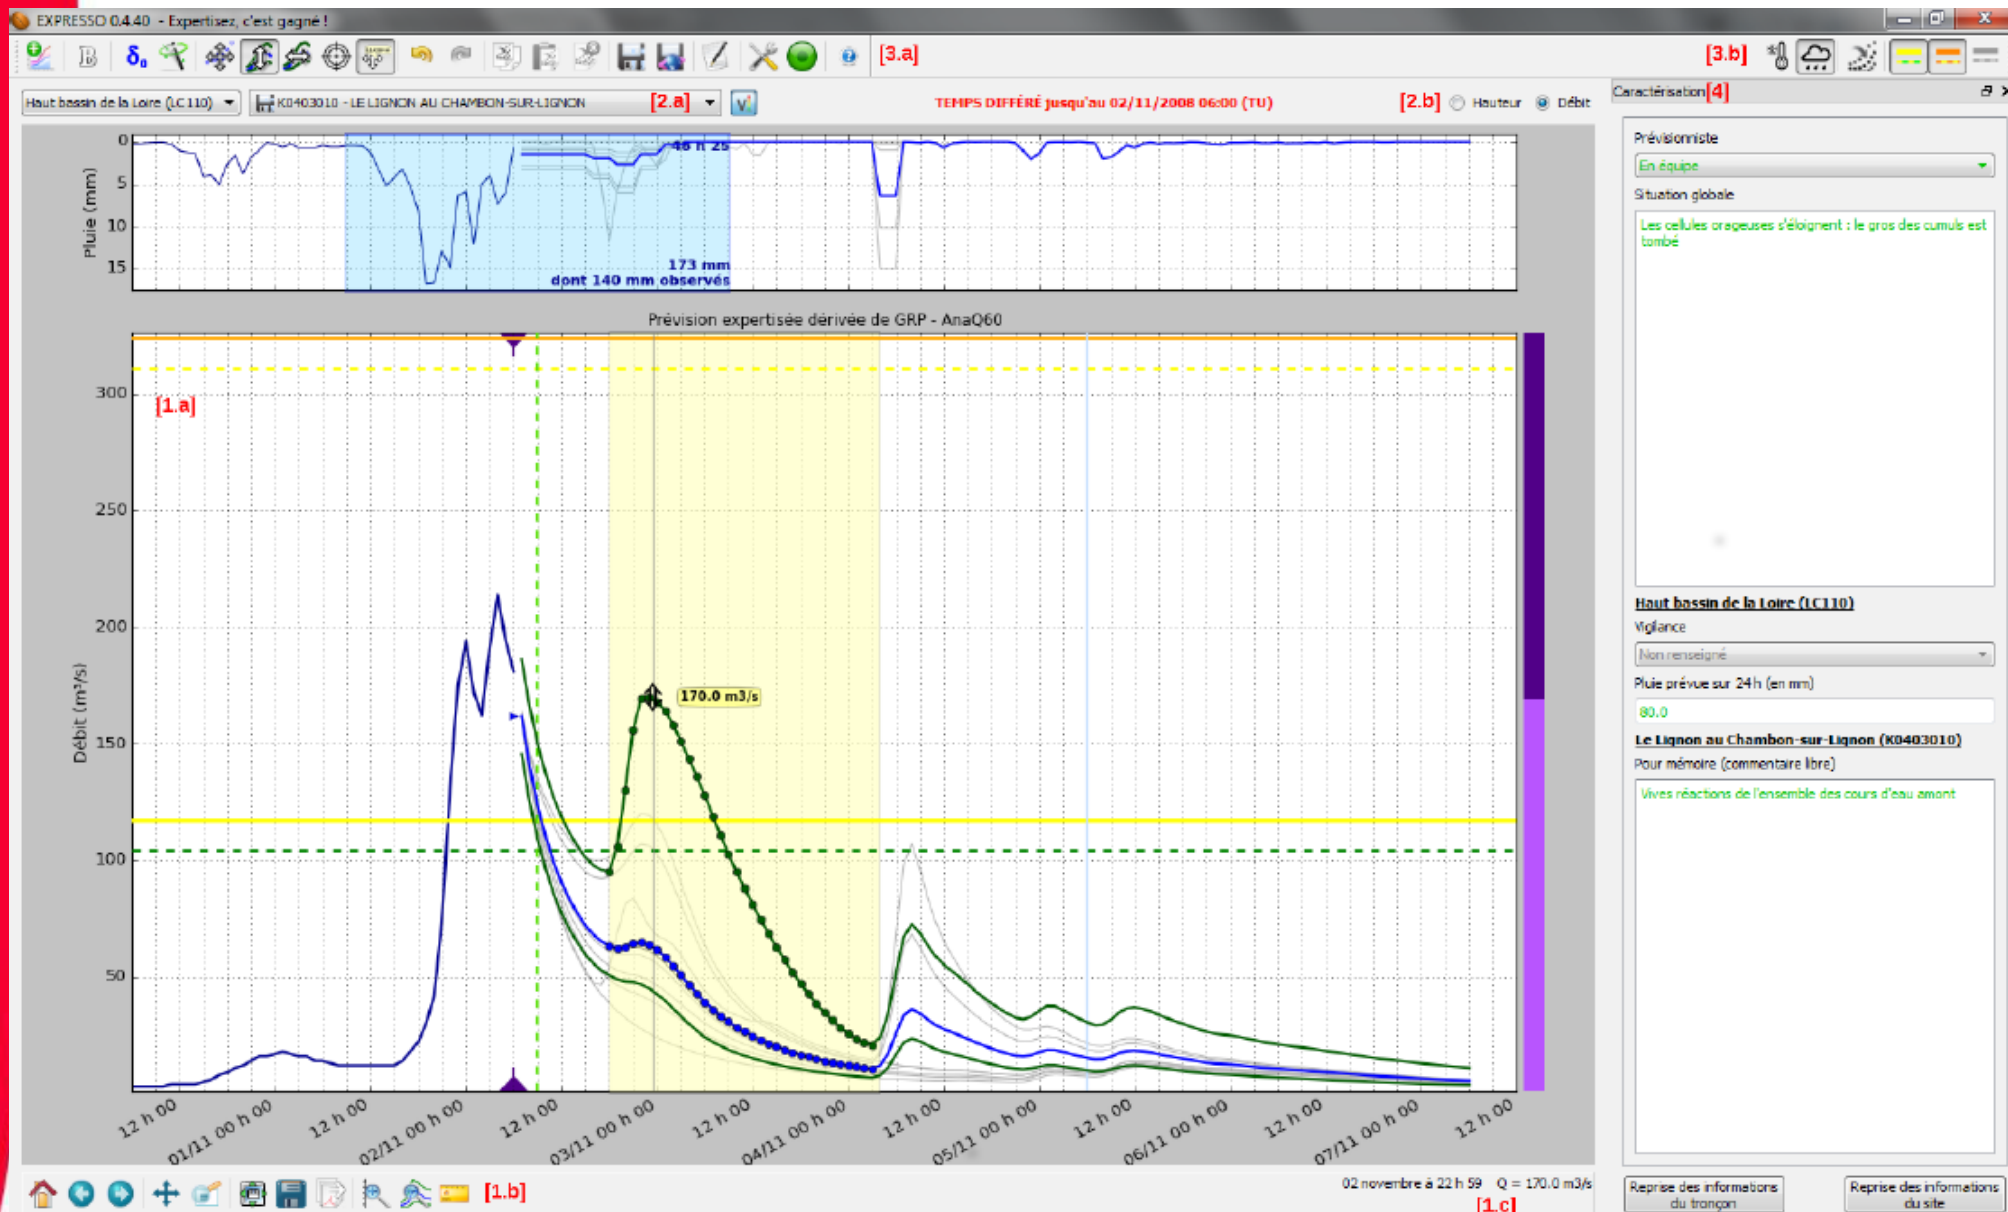 EXPRESSO 0.4.40 - Expertisez, c'est gagné !
B δ₀ [3.a] [3.b]
Haut bassin de la Loire (LC110) K0403010 - LE LIGNON AU CHAMBON-SUR-LIGNON [2.a] TEMPS DIFFÉRÉ jusqu'au 02/11/2008 06:00 (TU) [2.b] Hauteur Débit
Caractérisation [4]
Pluie (mm)
0
5
10
15
48 h 25
173 mm
dont 140 mm observés
Prévision expertisée dérivée de GRP - AnaQ60
Débit (m³/s)
300
250
200
150
100
50
[1.a]
170.0 m3/s
12 h 00
01/11 00 h 00
12 h 00
02/11 00 h 00
12 h 00
03/11 00 h 00
12 h 00
04/11 00 h 00
12 h 00
05/11 00 h 00
12 h 00
06/11 00 h 00
12 h 00
07/11 00 h 00
12 h 00
[1.b]
02 novembre à 22 h 59 Q = 170.0 m3/s
[1.c]
Prévisionniste
En équipe
Situation globale
Les cellules orageuses s'éloignent : le gros des cumuls est
tombé
Haut bassin de la Loire (LC110)
Vigilance
Non renseigné
Pluie prévue sur 24 h (en mm)
80.0
Le Lignon au Chambon-sur-Lignon (K0403010)
Pour mémoire (commentaire libre)
Vives réactions de l'ensemble des cours d'eau amont
Reprise des informations
du tronçon
Reprise des informations
du site